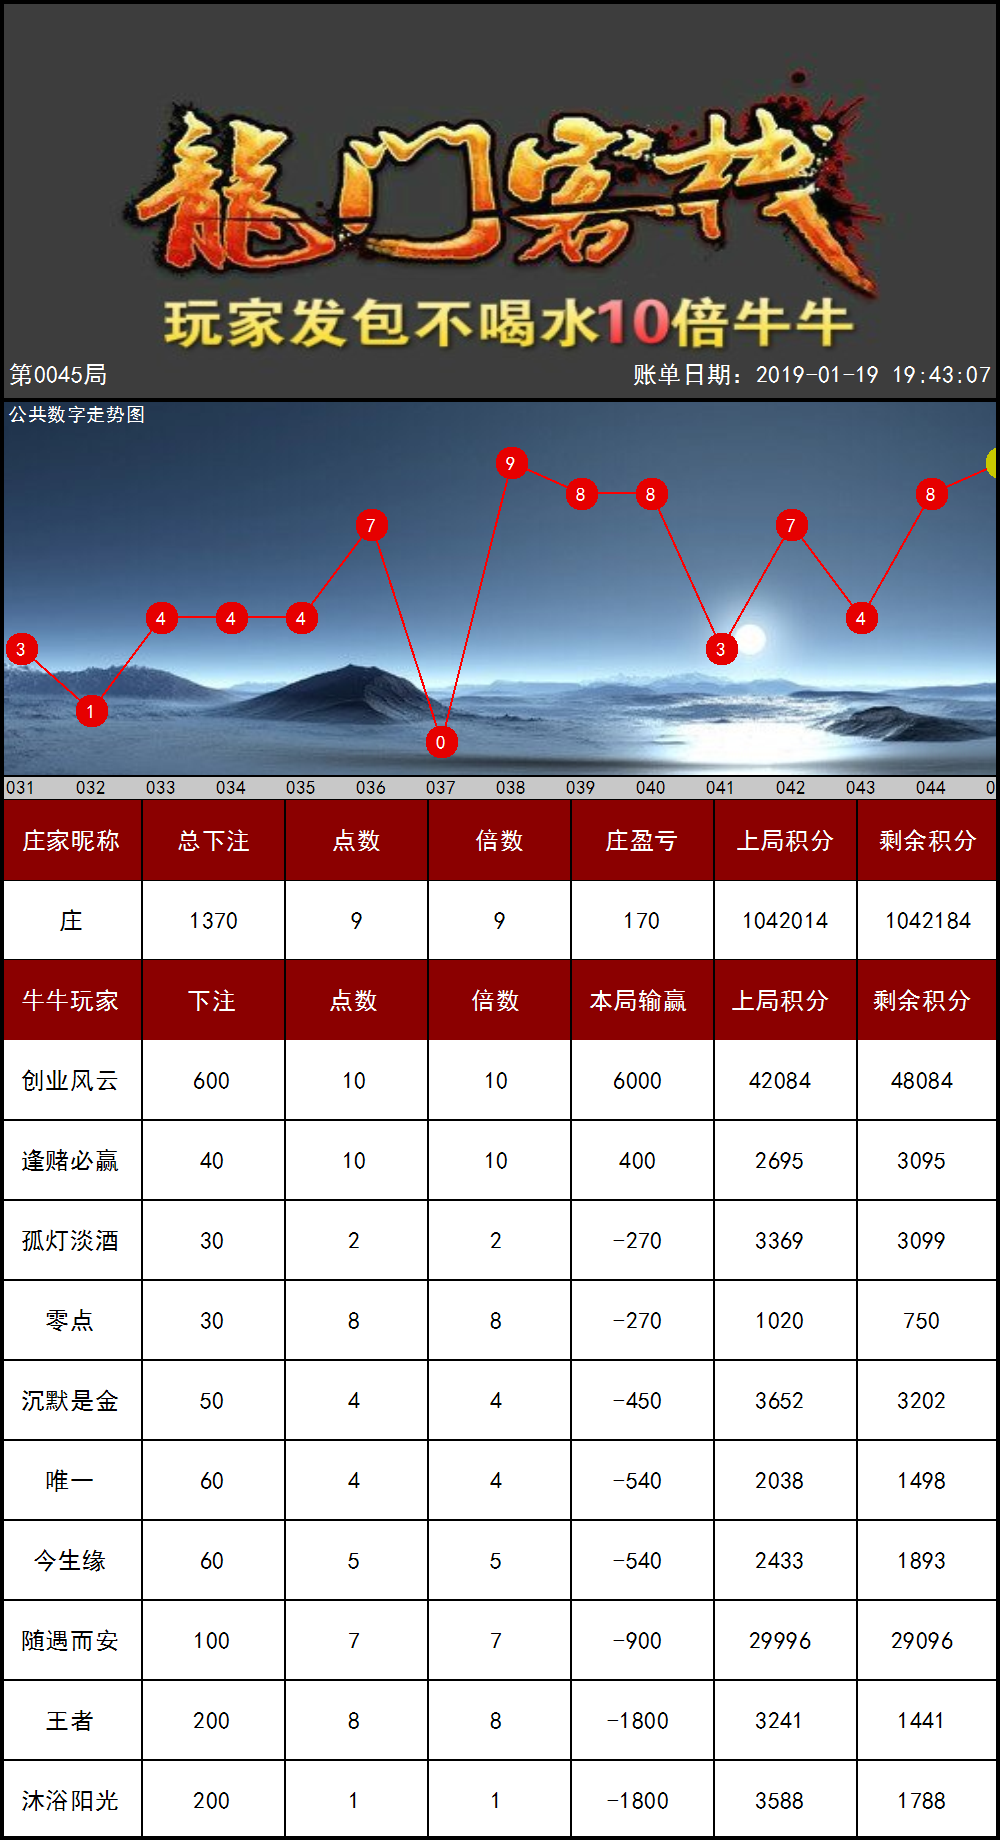 龍门客栈
玩家发包不喝水10倍牛牛
第0045局 账单日期：2019-01-19 19:43:07
公共数字走势图
3 1 4 4 4 7 0 9 8 8 3 7 4 8
031 032 033 034 035 036 037 038 039 040 041 042 043 044
庄家昵称 总下注 点数 倍数 庄盈亏 上局积分 剩余积分
庄 1370 9 9 170 1042014 1042184
牛牛玩家 下注 点数 倍数 本局输赢 上局积分 剩余积分
创业风云 600 10 10 6000 42084 48084
逢赌必赢 40 10 10 400 2695 3095
孤灯淡酒 30 2 2 -270 3369 3099
零点 30 8 8 -270 1020 750
沉默是金 50 4 4 -450 3652 3202
唯一 60 4 4 -540 2038 1498
今生缘 60 5 5 -540 2433 1893
随遇而安 100 7 7 -900 29996 29096
王者 200 8 8 -1800 3241 1441
沐浴阳光 200 1 1 -1800 3588 1788